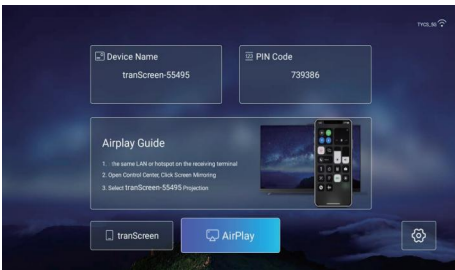 TYCS_5G
Device Name
tranScreen-55495
PIN Code
739386
Airplay Guide
1. the same LAN or hotspot on the receiving terminal
2. Open Control Center, Click Screen Mirroring
3. Select tranScreen-55495 Projection
tranScreen
AirPlay